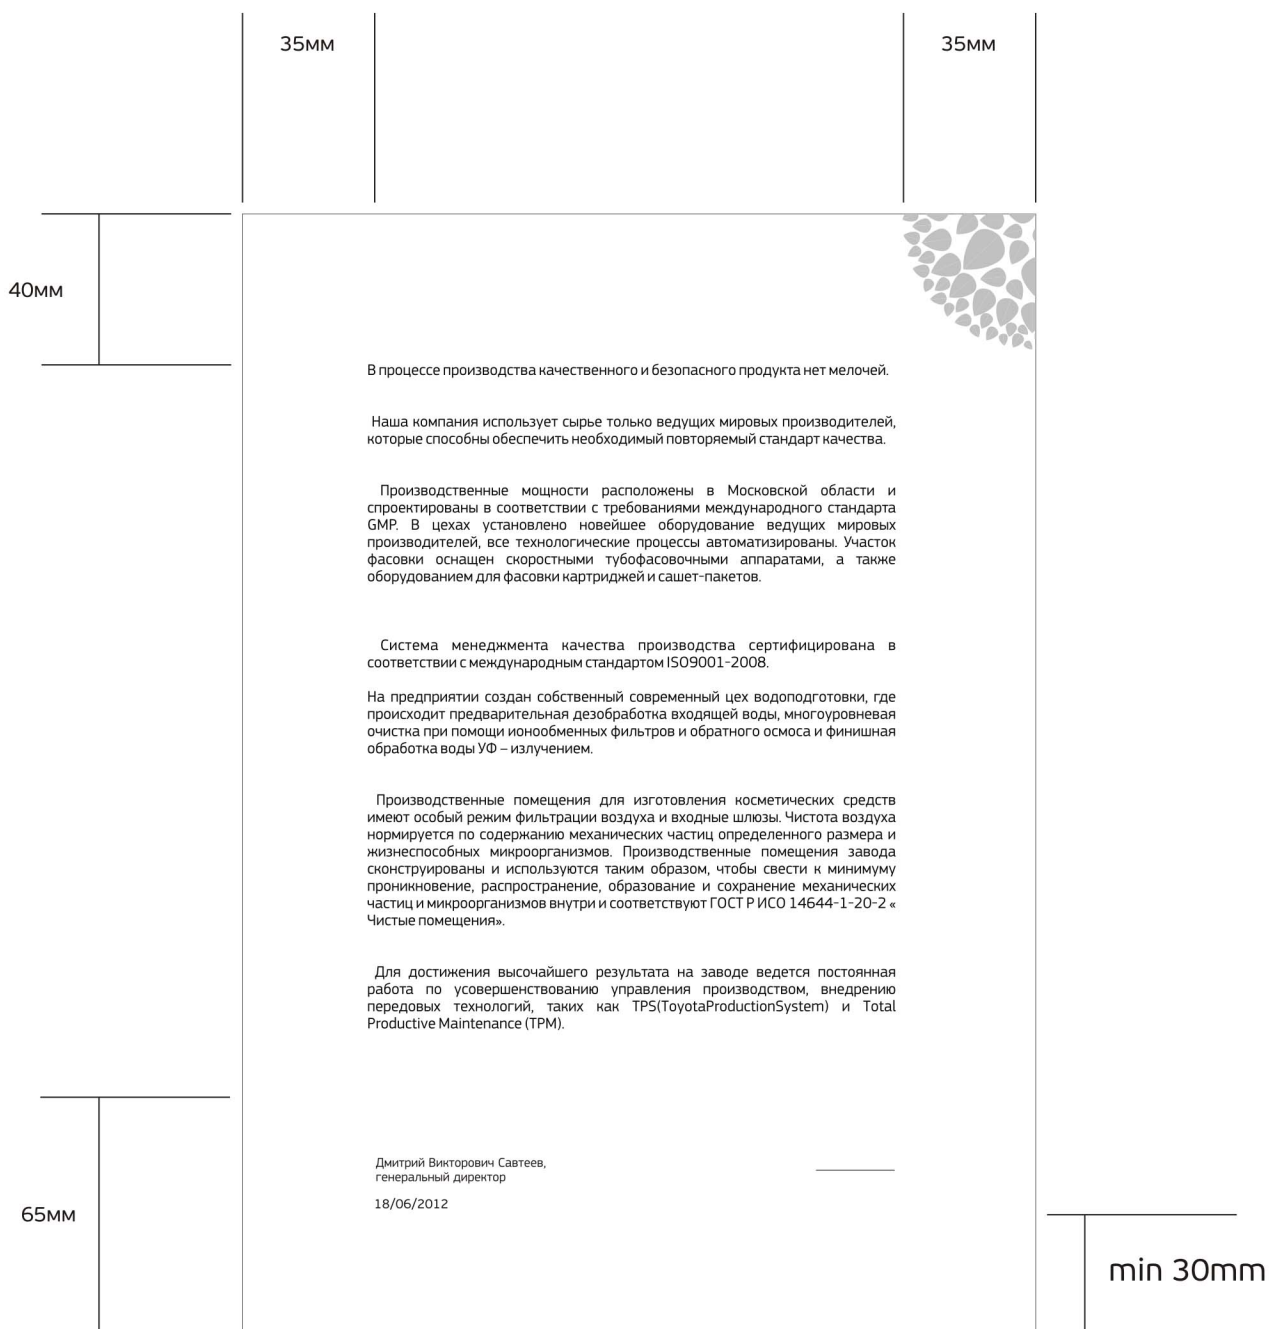 35мм
35мм
40мм
В процессе производства качественного и безопасного продукта нет мелочей.
Наша компания использует сырье только ведущих мировых производителей,
которые способны обеспечить необходимый повторяемый стандарт качества.
Производственные мощности расположены в Московской области и
спроектированы в соответствии с требованиями международного стандарта
GMP. В цехах установлено новейшее оборудование ведущих мировых
производителей, все технологические процессы автоматизированы. Участок
фасовки оснащен скоростными тубофасовочными аппаратами, а также
оборудованием для фасовки картриджей и сашет-пакетов.
Система менеджмента качества производства сертифицирована в
соответствии с международным стандартом ISO9001-2008.
На предприятии создан собственный современный цех водоподготовки, где
происходит предварительная дезобработка входящей воды, многоуровневая
очистка при помощи ионообменных фильтров и обратного осмоса и финишная
обработка воды УФ – излучением.
Производственные помещения для изготовления косметических средств
имеют особый режим фильтрации воздуха и входные шлюзы. Чистота воздуха
нормируется по содержанию механических частиц определенного размера и
жизнеспособных микроорганизмов. Производственные помещения завода
сконструированы и используются таким образом, чтобы свести к минимуму
проникновение, распространение, образование и сохранение механических
частиц и микроорганизмов внутри и соответствуют ГОСТ Р ИСО 14644-1-20-2 «
Чистые помещения».
Для достижения высочайшего результата на заводе ведется постоянная
работа по усовершенствованию управления производством, внедрению
передовых технологий, таких как TPS(ToyotaProductionSystem) и Total
Productive Maintenance (TPM).
Дмитрий Викторович Савтеев,
генеральный директор
18/06/2012
65мм
min 30mm